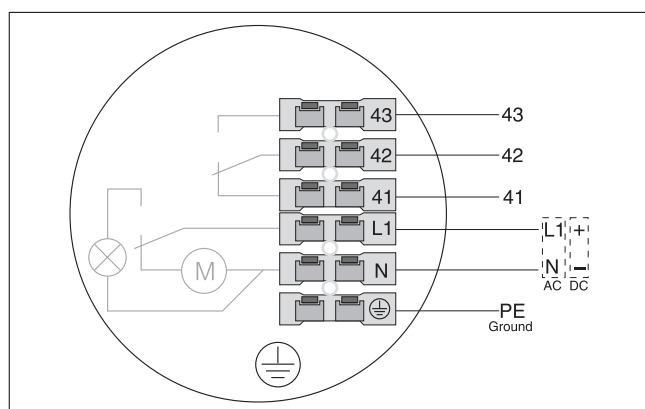 43 43
42 42
41 41
L1 L1 +
M N N –
AC DC
PE
Ground